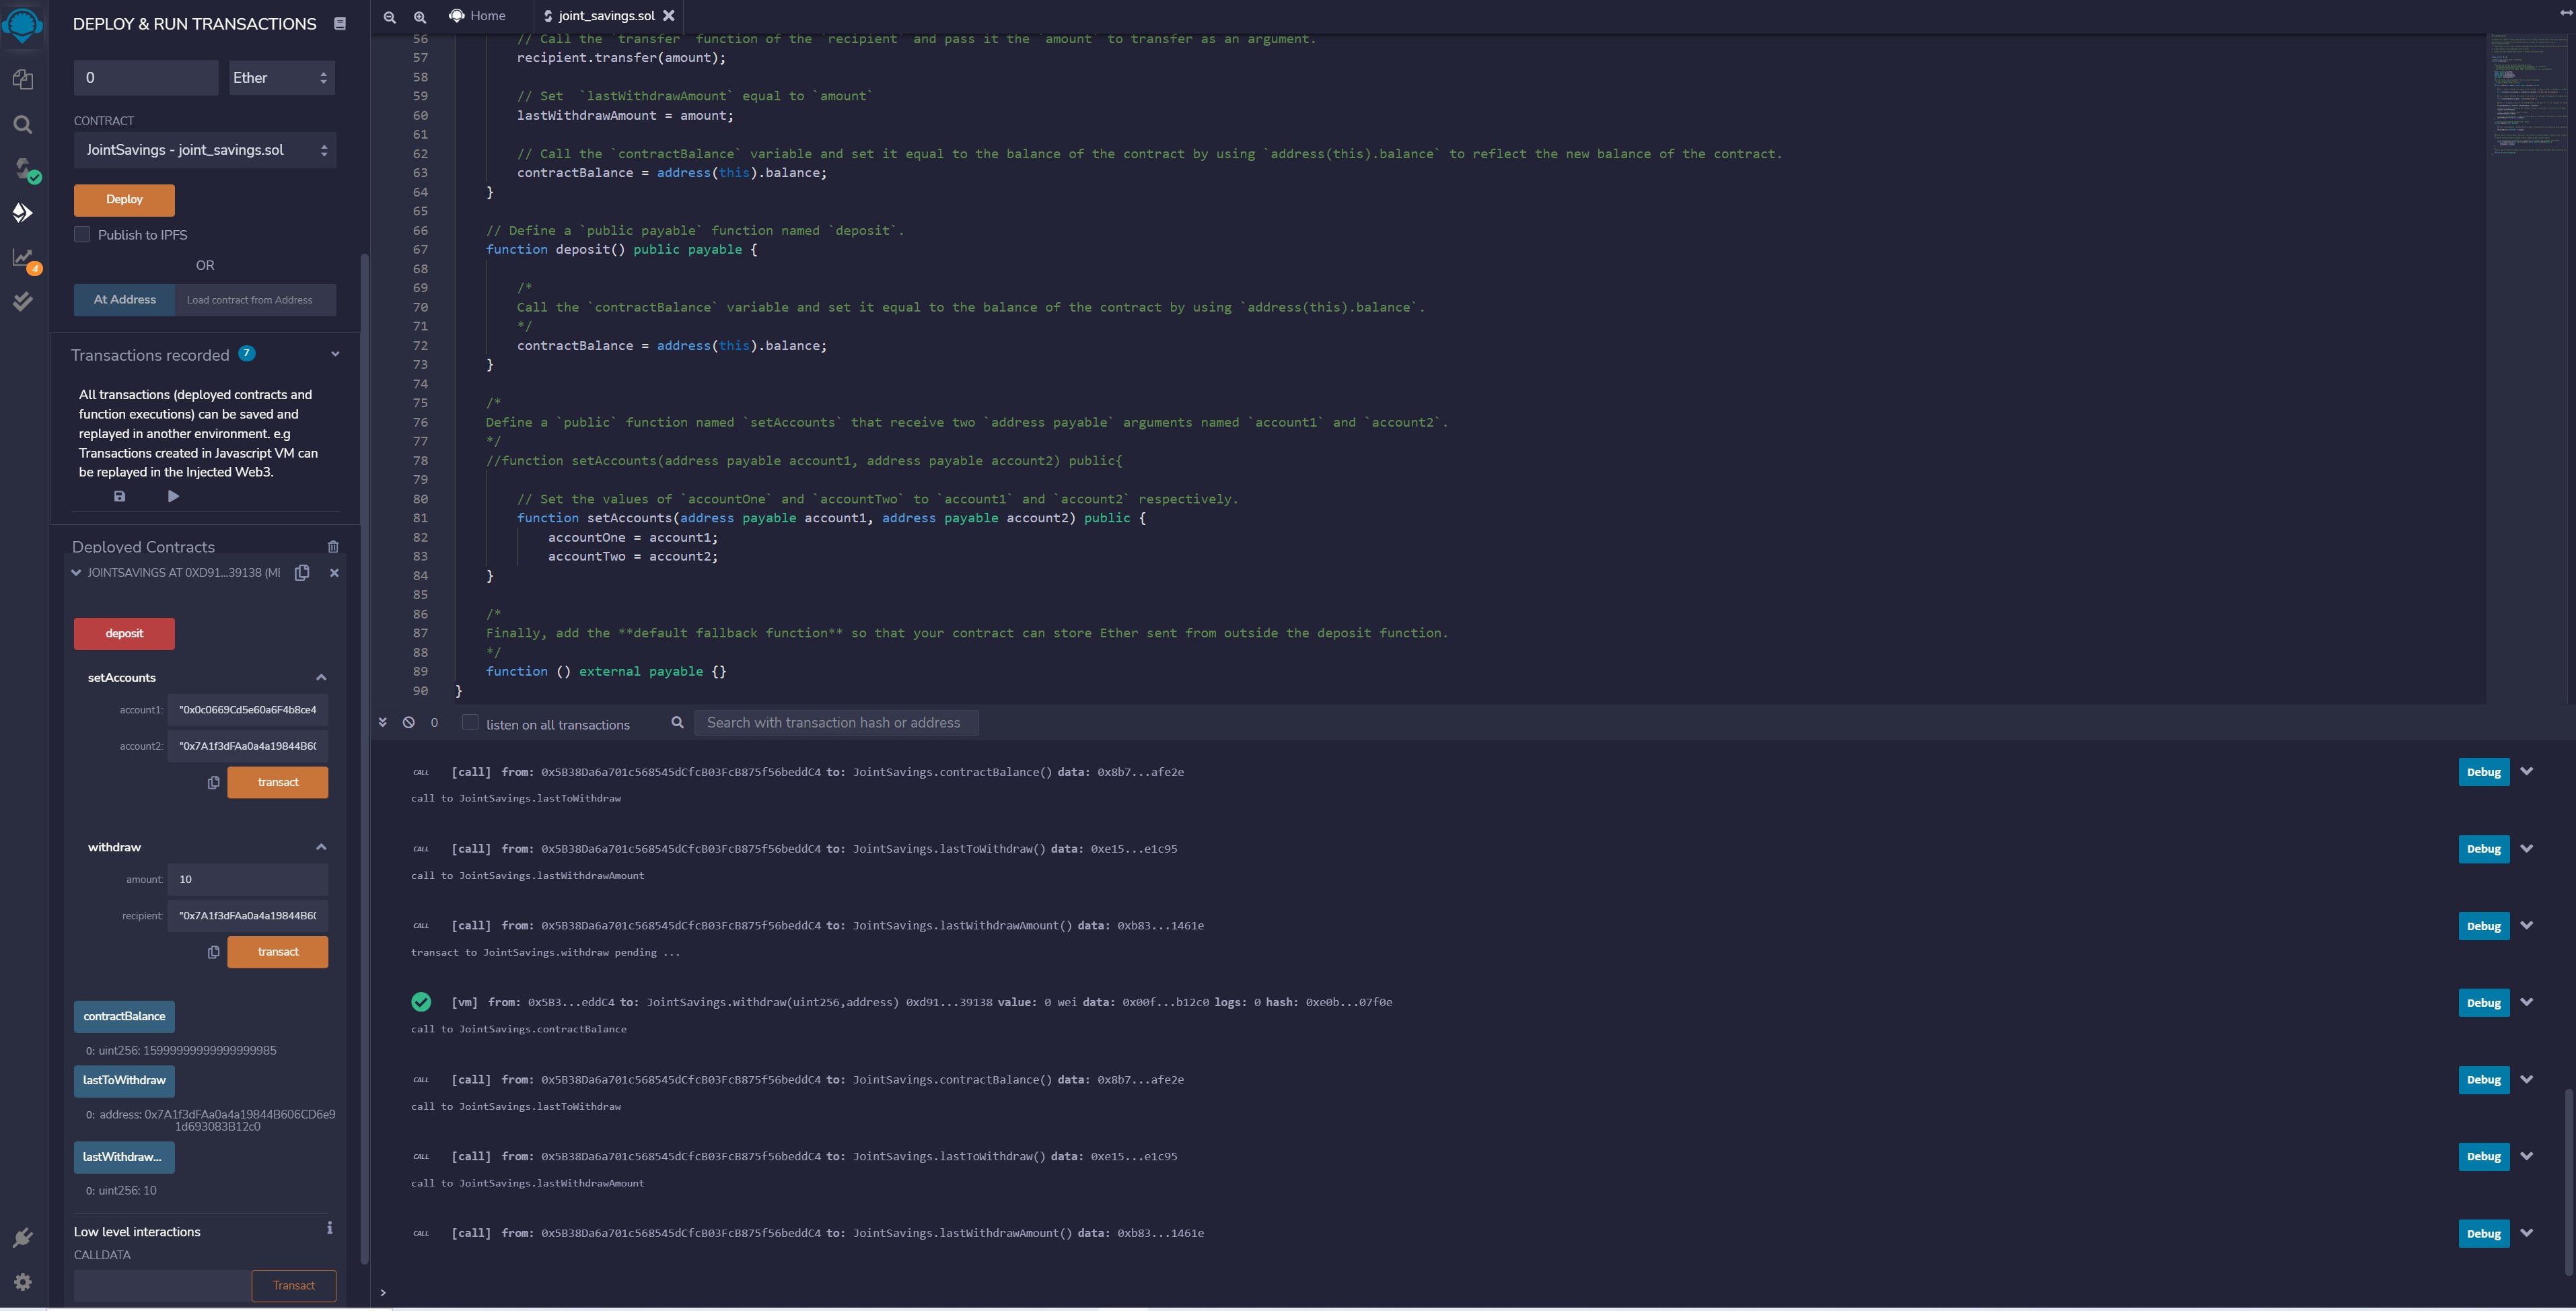 DEPLOY & RUN TRANSACTIONS
0
Ether
CONTRACT
JointSavings - joint_savings.sol
Deploy
Publish to IPFS
OR
At Address
Load contract from Address
4
Transactions recorded 7
All transactions (deployed contracts and
function executions) can be saved and
replayed in another environment. e.g
Transactions created in Javascript VM can
be replayed in the Injected Web3.
Deployed Contracts
JOINTSAVINGS AT 0XD91...39138 (ME
deposit
setAccounts
account1: "0x0c0669Cd5e60a6F4b8ce4
account2: "0x7A1f3dFAa0a4a19844B60
transact
withdraw
amount: 10
recipient: "0x7A1f3dFAa0a4a19844B60
transact
contractBalance
0: uint256: 15999999999999999985
lastToWithdraw
0: address: 0x7A1f3dFAa0a4a19844B606CD6e9
1d693083B12c0
lastWithdraw...
0: uint256: 10
Low level interactions
CALLDATA
Transact
Home
joint_savings.sol
56 // Call the `transfer` function of the `recipient` and pass it the `amount` to transfer as an argument.
57 recipient.transfer(amount);
58
59 // Set  `lastWithdrawAmount` equal to `amount`
60 lastWithdrawAmount = amount;
61
62 // Call the `contractBalance` variable and set it equal to the balance of the contract by using `address(this).balance` to reflect the new balance of the contract.
63 contractBalance = address(this).balance;
64 }
65
66 // Define a `public payable` function named `deposit`.
67 function deposit() public payable {
68
69 /*
70 Call the `contractBalance` variable and set it equal to the balance of the contract by using `address(this).balance`.
71 */
72 contractBalance = address(this).balance;
73 }
74
75 /*
76 Define a `public` function named `setAccounts` that receive two `address payable` arguments named `account1` and `account2`.
77 */
78 //function setAccounts(address payable account1, address payable account2) public{
79
80 // Set the values of `accountOne` and `accountTwo` to `account1` and `account2` respectively.
81 function setAccounts(address payable account1, address payable account2) public {
82 accountOne = account1;
83 accountTwo = account2;
84 }
85
86 /*
87 Finally, add the **default fallback function** so that your contract can store Ether sent from outside the deposit function.
88 */
89 function () external payable {}
90 }
0
listen on all transactions
Search with transaction hash or address
CALL [call] from: 0x5B38Da6a701c568545dCfcB03FcB875f56beddC4 to: JointSavings.contractBalance() data: 0x8b7...afe2e Debug
call to JointSavings.lastToWithdraw
CALL [call] from: 0x5B38Da6a701c568545dCfcB03FcB875f56beddC4 to: JointSavings.lastToWithdraw() data: 0xe15...e1c95 Debug
call to JointSavings.lastWithdrawAmount
CALL [call] from: 0x5B38Da6a701c568545dCfcB03FcB875f56beddC4 to: JointSavings.lastWithdrawAmount() data: 0xb83...1461e Debug
transact to JointSavings.withdraw pending ...
[vm] from: 0x5B3...eddC4 to: JointSavings.withdraw(uint256,address) 0xd91...39138 value: 0 wei data: 0x00f...b12c0 logs: 0 hash: 0xe0b...07f0e Debug
call to JointSavings.contractBalance
CALL [call] from: 0x5B38Da6a701c568545dCfcB03FcB875f56beddC4 to: JointSavings.contractBalance() data: 0x8b7...afe2e Debug
call to JointSavings.lastToWithdraw
CALL [call] from: 0x5B38Da6a701c568545dCfcB03FcB875f56beddC4 to: JointSavings.lastToWithdraw() data: 0xe15...e1c95 Debug
call to JointSavings.lastWithdrawAmount
CALL [call] from: 0x5B38Da6a701c568545dCfcB03FcB875f56beddC4 to: JointSavings.lastWithdrawAmount() data: 0xb83...1461e Debug
>